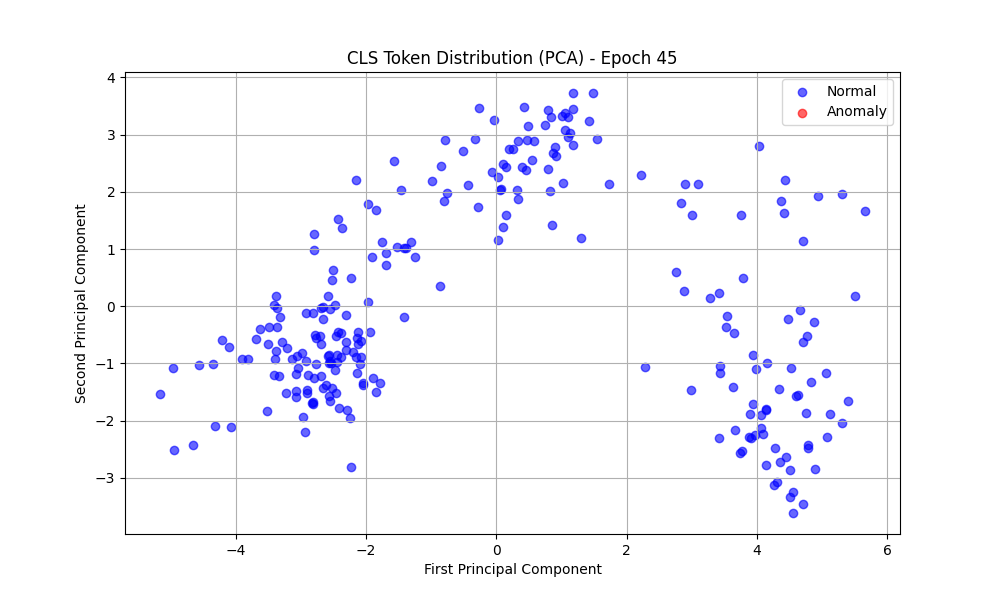 CLS Token Distribution (PCA) - Epoch 45
Normal
Anomaly
Second Principal Component
4
3
2
1
0
−1
−2
−3
−4 −2 0 2 4 6
First Principal Component